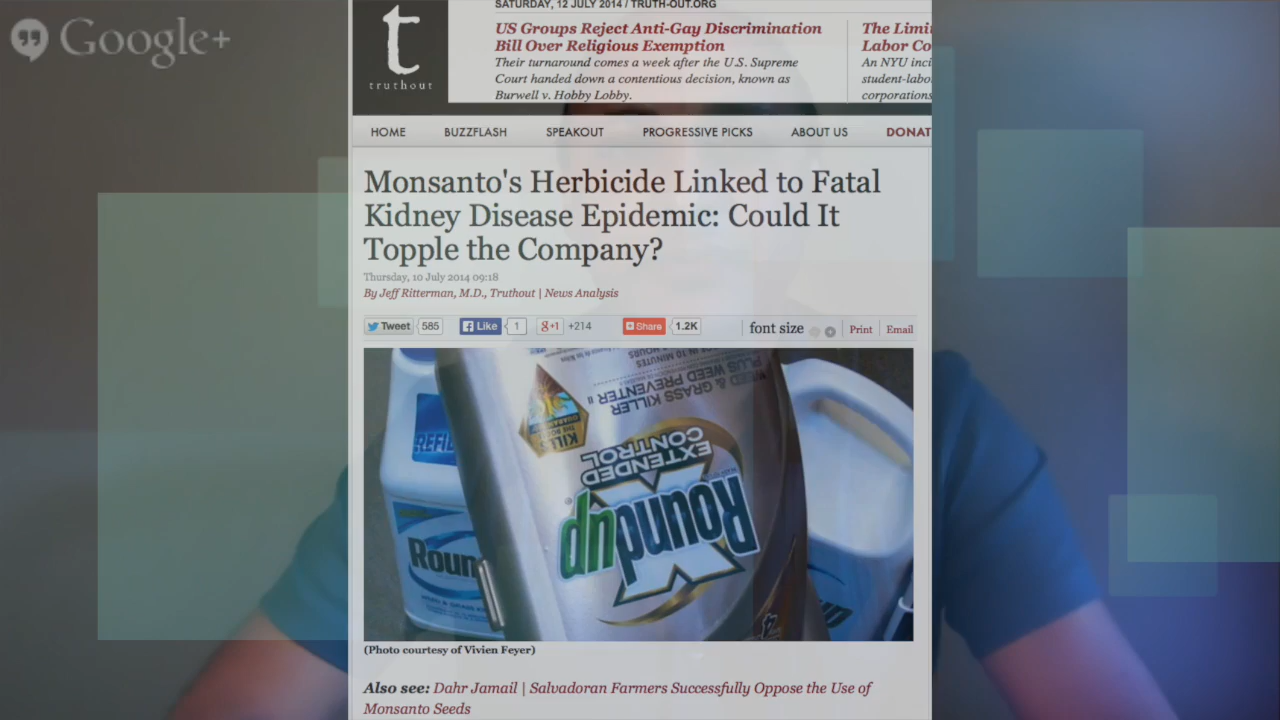 Google+
SATURDAY, 12 JULY 2014 / TRUTH-OUT.ORG
truthout
US Groups Reject Anti-Gay Discrimination
Bill Over Religious Exemption
Their turnaround comes a week after the U.S. Supreme
Court handed down a contentious decision, known as
Burwell v. Hobby Lobby.
The Limi
Labor Co
An NYU inci
student-labo
corporations
HOME BUZZFLASH SPEAKOUT PROGRESSIVE PICKS ABOUT US DONAT
Monsanto's Herbicide Linked to Fatal
Kidney Disease Epidemic: Could It
Topple the Company?
Thursday, 10 July 2014 09:18
By Jeff Ritterman, M.D., Truthout | News Analysis
Tweet 585 Like 1 g+1 +214 Share 1.2K font size Print Email
PLUS WEED PREVENTER
WEED & GRASS KILLER
KILLS
EXTENDED
CONTROL
Roundup
REFIL
Roun
(Photo courtesy of Vivien Feyer)
Also see: Dahr Jamail | Salvadoran Farmers Successfully Oppose the Use of
Monsanto Seeds